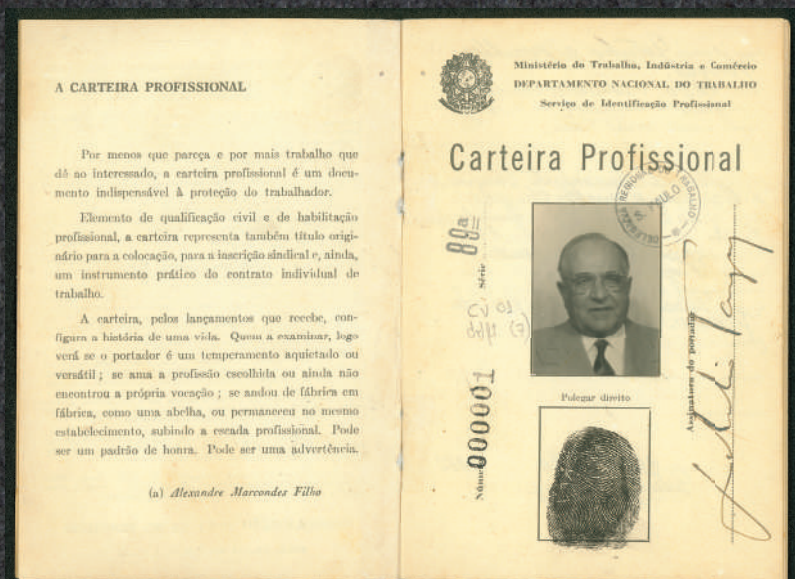 A CARTEIRA PROFISSIONAL
Por menos que pareça e por mais trabalho que
dê ao interessado, a carteira profissional é um docu-
mento indispensável à proteção do trabalhador.
Elemento de qualificação civil e de habilitação
profissional, a carteira representa também título origi-
nário para a colocação, para a inscrição sindical e, ainda,
um instrumento prático do contrato individual de
trabalho.
A carteira, pelos lançamentos que recebe, con-
figura a história de uma vida. Quem a examinar, logo
verá se o portador é um temperamento aquietado ou
versátil; se ama a profissão escolhida ou ainda não
encontrou a própria vocação; se andou de fábrica em
fábrica, como uma abelha, ou permaneceu no mesmo
estabelecimento, subindo a escada profissional. Pode
ser um padrão de honra. Pode ser uma advertência.
(a) Alexandre Marcondes Filho
Ministério do Trabalho, Indústria e Comércio
DEPARTAMENTO NACIONAL DO TRABALHO
Serviço de Identificação Profissional
Carteira Profissional
S. PAULO
Número 000001 Série 89a
Polegar direito
Assinatura do portador